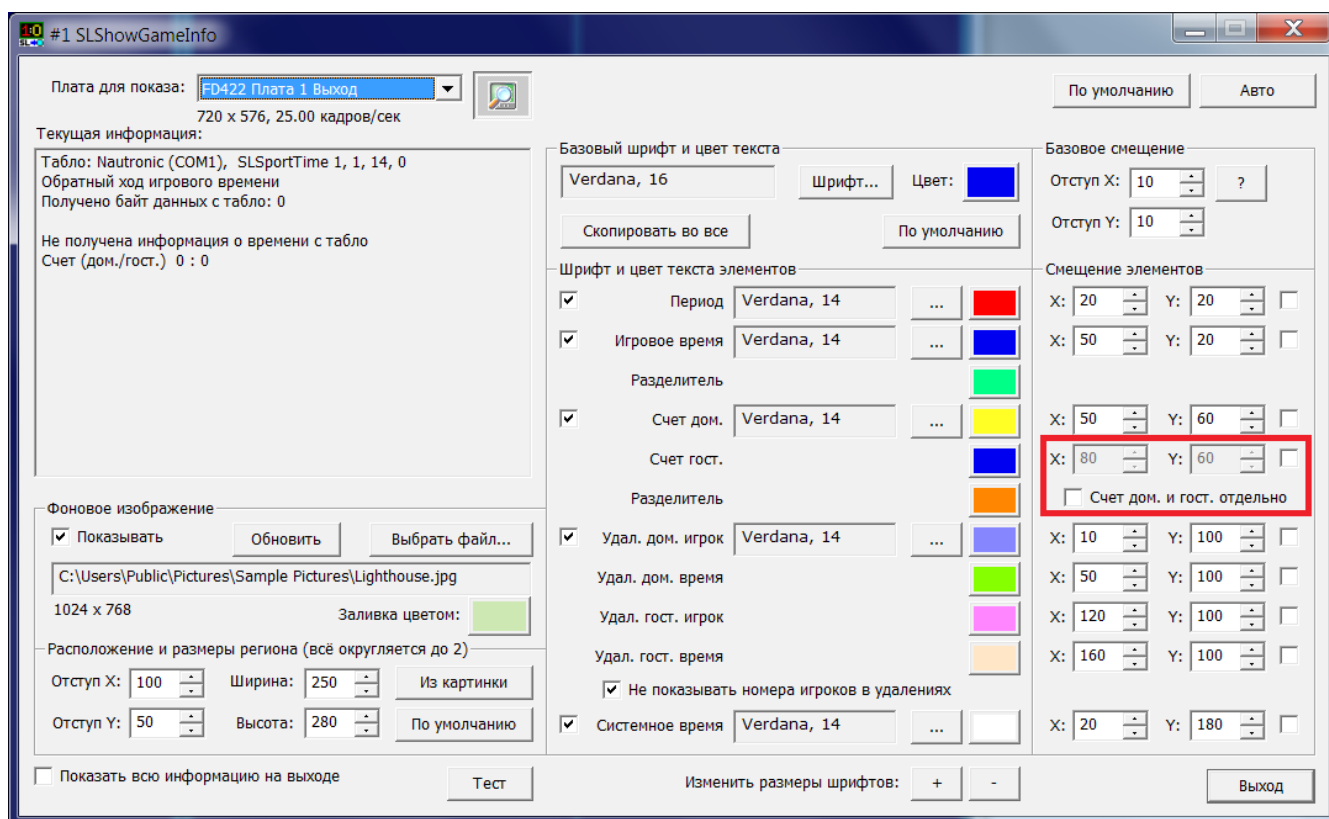 #1 SLShowGameInfo
Плата для показа: FD422 Плата 1 Выход
720 x 576, 25.00 кадров/сек
По умолчанию Авто
Текущая информация:
Табло: Nautronic (COM1), SLSportTime 1, 1, 14, 0
Обратный ход игрового времени
Получено байт данных с табло: 0
Не получена информация о времени с табло
Счет (дом./гост.) 0 : 0
Фоновое изображение
Показывать Обновить Выбрать файл...
C:\Users\Public\Pictures\Sample Pictures\Lighthouse.jpg
1024 x 768 Заливка цветом:
Расположение и размеры региона (всё округляется до 2)
Отступ X: 100 Ширина: 250 Из картинки
Отступ Y: 50 Высота: 280 По умолчанию
Показать всю информацию на выходе Тест
Базовый шрифт и цвет текста
Verdana, 16 Шрифт... Цвет:
Скопировать во все По умолчанию
Шрифт и цвет текста элементов
Период Verdana, 14 ...
Игровое время Verdana, 14 ...
Разделитель
Счет дом. Verdana, 14 ...
Счет гост.
Разделитель
Удал. дом. игрок Verdana, 14 ...
Удал. дом. время
Удал. гост. игрок
Удал. гост. время
Не показывать номера игроков в удалениях
Системное время Verdana, 14 ...
Изменить размеры шрифтов: + -
Базовое смещение
Отступ X: 10 ?
Отступ Y: 10
Смещение элементов
X: 20 Y: 20
X: 50 Y: 20
X: 50 Y: 60
X: 80 Y: 60
Счет дом. и гост. отдельно
X: 10 Y: 100
X: 50 Y: 100
X: 120 Y: 100
X: 160 Y: 100
X: 20 Y: 180
Выход